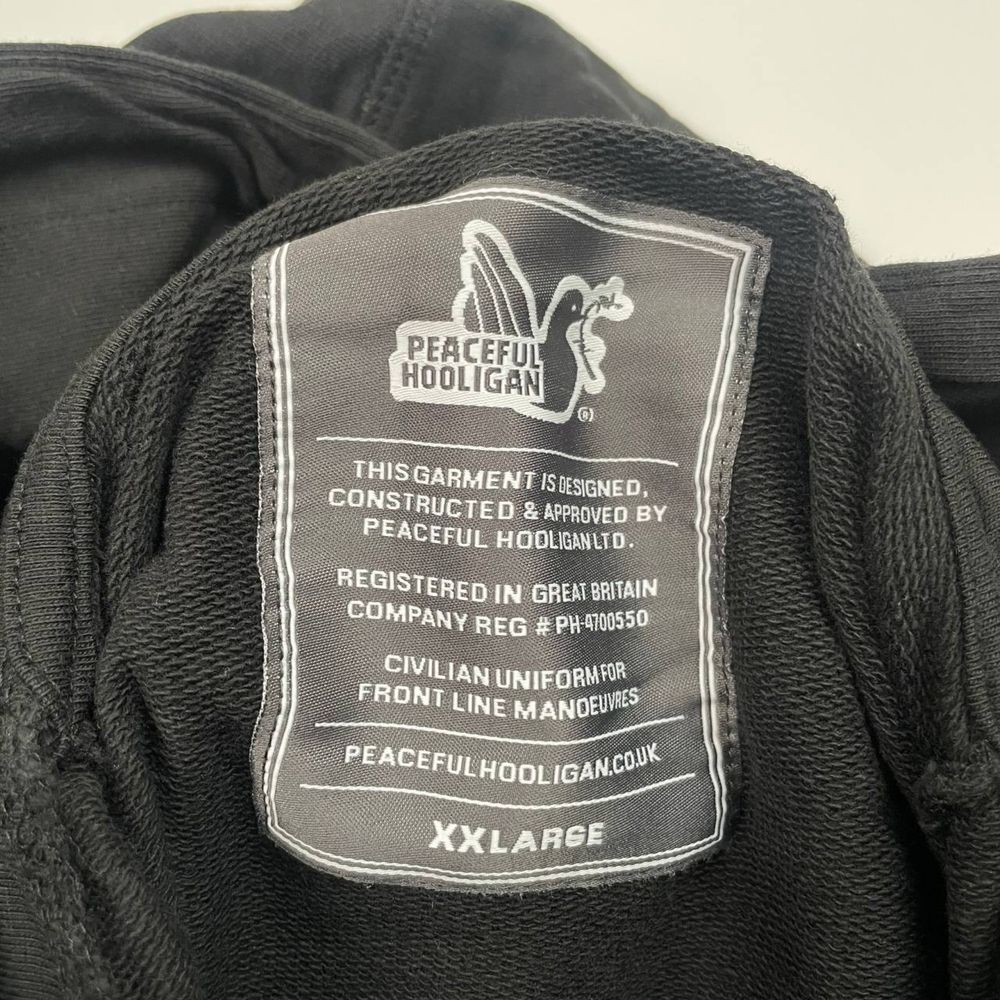 PEACEFUL
HOOLIGAN
®
THIS GARMENT IS DESIGNED,
CONSTRUCTED & APPROVED BY
PEACEFUL HOOLIGAN LTD.
REGISTERED IN GREAT BRITAIN
COMPANY REG # PH-4700550
CIVILIAN UNIFORM FOR
FRONT LINE MANOEUVRES
PEACEFULHOOLIGAN.CO.UK
XXLARGE